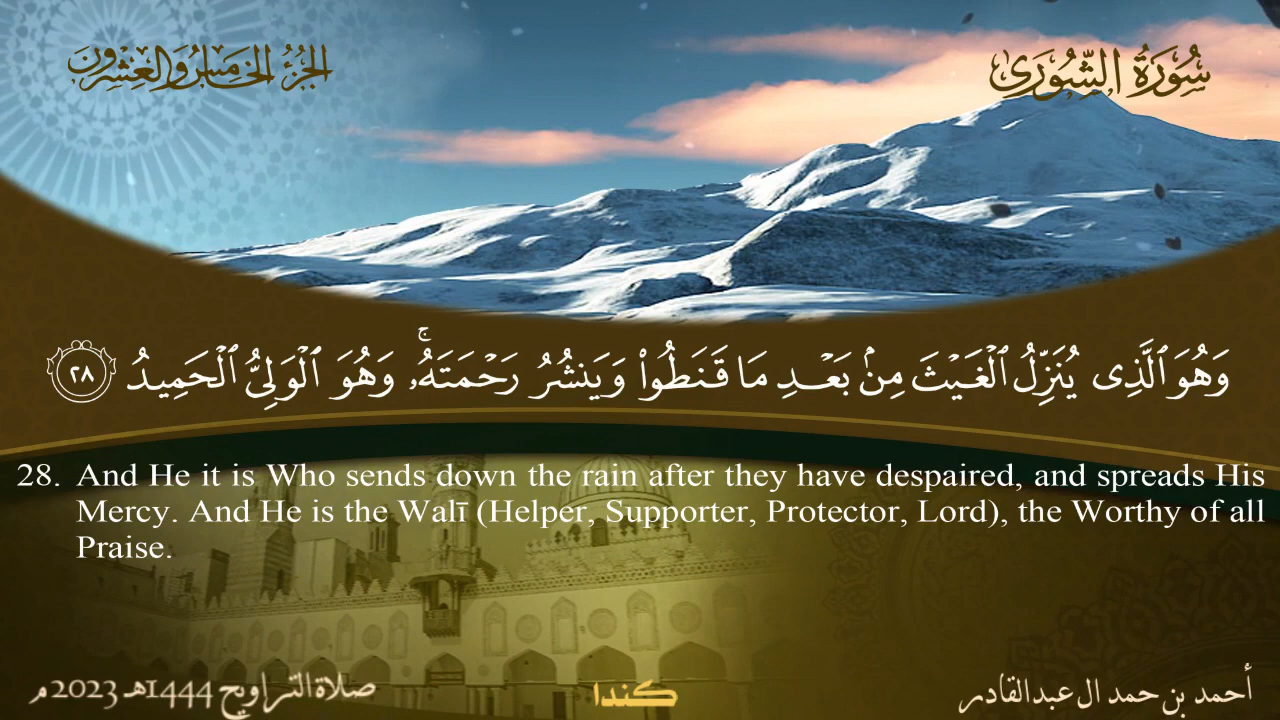 سُورَةُ الشُّورَىٰ
الجُزْءُ الخَامِسُ وَالعِشْرُونَ
وَهُوَ ٱلَّذِى يُنَزِّلُ ٱلْغَيْثَ مِنۢ بَعْدِ مَا قَنَطُوا۟ وَيَنشُرُ رَحْمَتَهُۥ ۚ وَهُوَ ٱلْوَلِىُّ ٱلْحَمِيدُ ٢٨
28. And He it is Who sends down the rain after they have despaired, and spreads His
Mercy. And He is the Walī (Helper, Supporter, Protector, Lord), the Worthy of all
Praise.
أحمد بن حمد ال عبدالقادر
كندا
صلاة التراويح 1444هـ 2023م